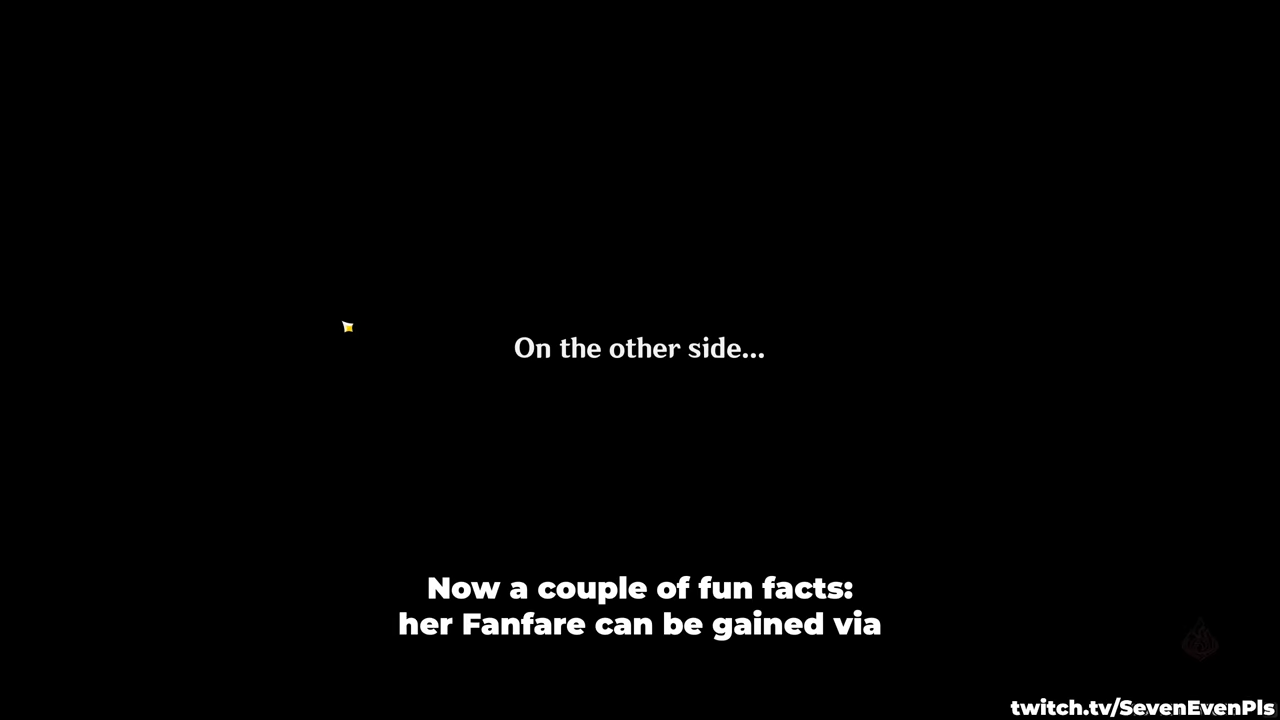 On the other side...
Now a couple of fun facts:
her Fanfare can be gained via
twitch.tv/SevenEvenPls